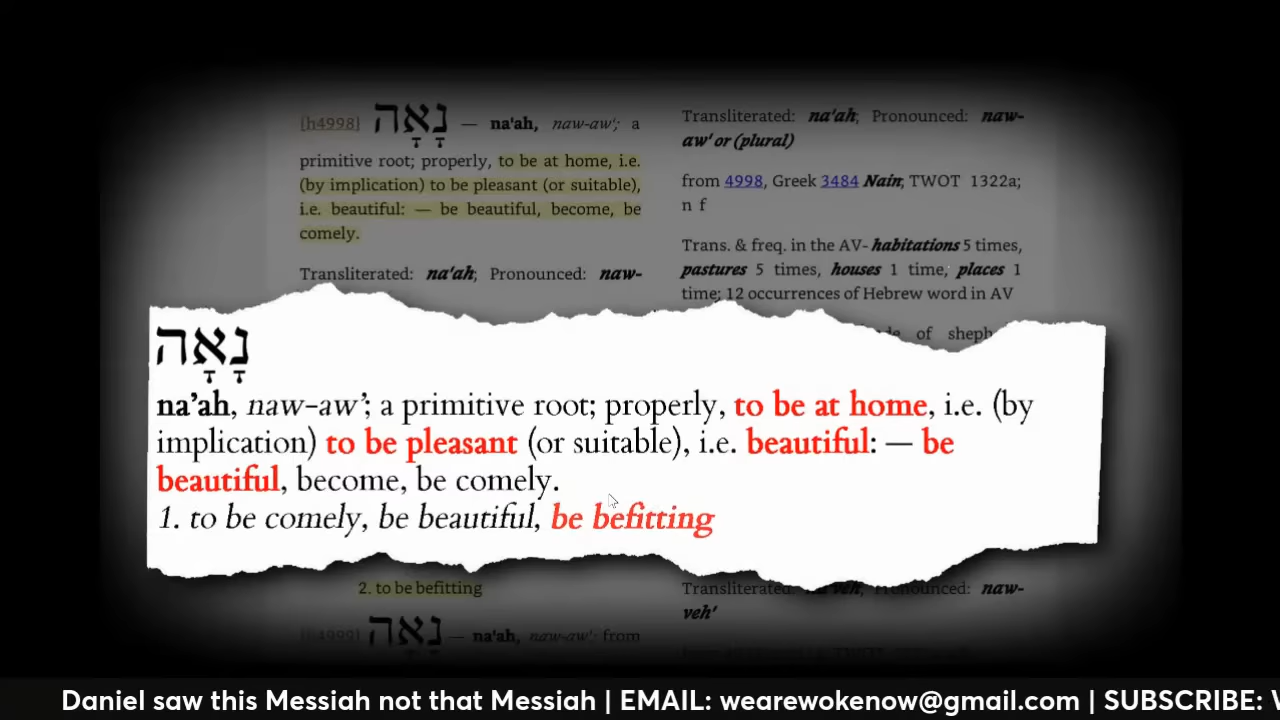 [h4998] נָאָה — na'ah, naw-aw'; a
primitive root; properly, to be at home, i.e.
(by implication) to be pleasant (or suitable),
i.e. beautiful: — be beautiful, become, be
comely.
Transliterated: na'ah; Pronounced: naw-
Transliterated: na'ah; Pronounced: naw-
aw' or (plural)
from 4998, Greek 3484 Nain; TWOT 1322a;
n f
Trans. & freq. in the AV- habitations 5 times,
pastures 5 times, houses 1 time, places 1
time; 12 occurrences of Hebrew word in AV
of
נָאָה
na’ah, naw-aw’; a primitive root; properly, to be at home, i.e. (by
implication) to be pleasant (or suitable), i.e. beautiful: — be
beautiful, become, be comely.
1. to be comely, be beautiful, be befitting
2. to be befitting
[h4999] נָאָה — na'ah, naw-aw'; from
Transliterated: Pronounced: naw-
veh'
Daniel saw this Messiah not that Messiah | EMAIL: wearewokenow@gmail.com | SUBSCRIBE: